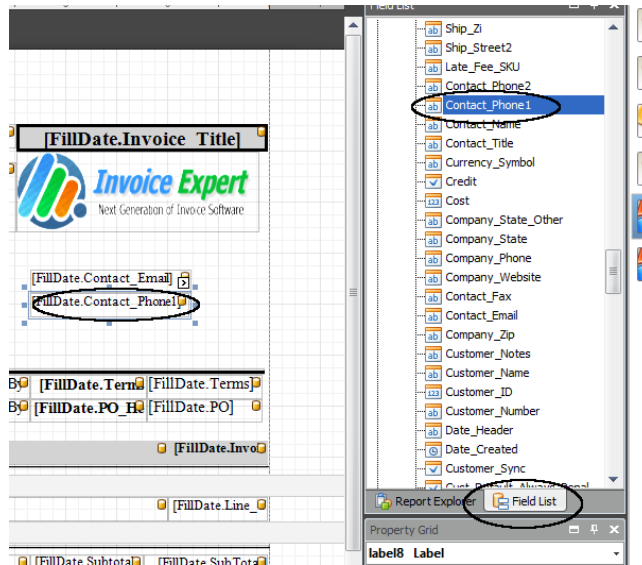 Field List
Ship_Zi
Ship_Street2
Late_Fee_SKU
Contact_Phone2
Contact_Phone1
Contact_Name
Contact_Title
Currency_Symbol
Credit
Cost
Company_State_Other
Company_State
Company_Phone
Company_Website
Contact_Fax
Contact_Email
Company_Zip
Customer_Notes
Customer_Name
Customer_ID
Customer_Number
Date_Header
Date_Created
Customer_Sync
Report Explorer
Field List
Property Grid
label8 Label
[FillDate.Invoice Title]
Invoice Expert
Next Generation of Invoice Software
[FillDate.Contact_Email]
[FillDate.Contact_Phone1]
[FillDate.Term [FillDate.Terms]
[FillDate.PO_He [FillDate.PO]
[FillDate.Invo
[FillDate.Line_
[FillDate.Subtotal [FillDate.SubTota